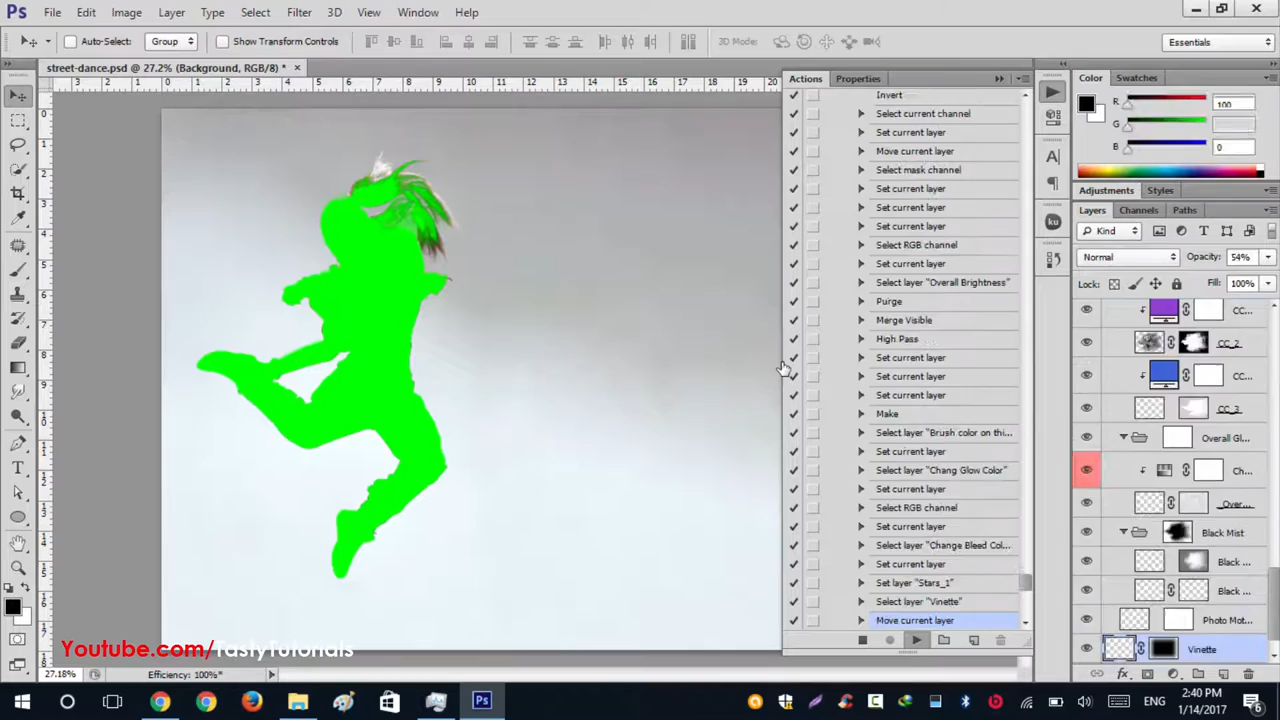 Ps File Edit Image Layer Type Select Filter 3D View Window Help
Auto-Select: Group Show Transform Controls 3D Mode: Essentials
street-dance.psd @ 27.2% (Background, RGB/8) * ×
Actions Properties
Invert
Select current channel
Set current layer
Move current layer
Select mask channel
Set current layer
Set current layer
Set current layer
Select RGB channel
Set current layer
Select layer "Overall Brightness"
Purge
Merge Visible
High Pass
Set current layer
Set current layer
Set current layer
Make
Select layer "Brush color on thi...
Set current layer
Select layer "Chang Glow Color"
Set current layer
Select RGB channel
Set current layer
Select layer "Change Bleed Col...
Set current layer
Set layer "Stars_1"
Select layer "Vinette"
Move current layer
Color Swatches
R 100
G
B 0
Adjustments Styles
Layers Channels Paths
Kind
Normal Opacity: 54%
Lock: Fill: 100%
CC...
CC_2
CC...
CC_3
Overall Gl...
Ch...
_Over...
Black Mist
Black ...
Black ...
Photo Mot...
Vinette
Youtube.com/TastyTutorials
27.18% Efficiency: 100%*
ENG 2:40 PM
1/14/2017